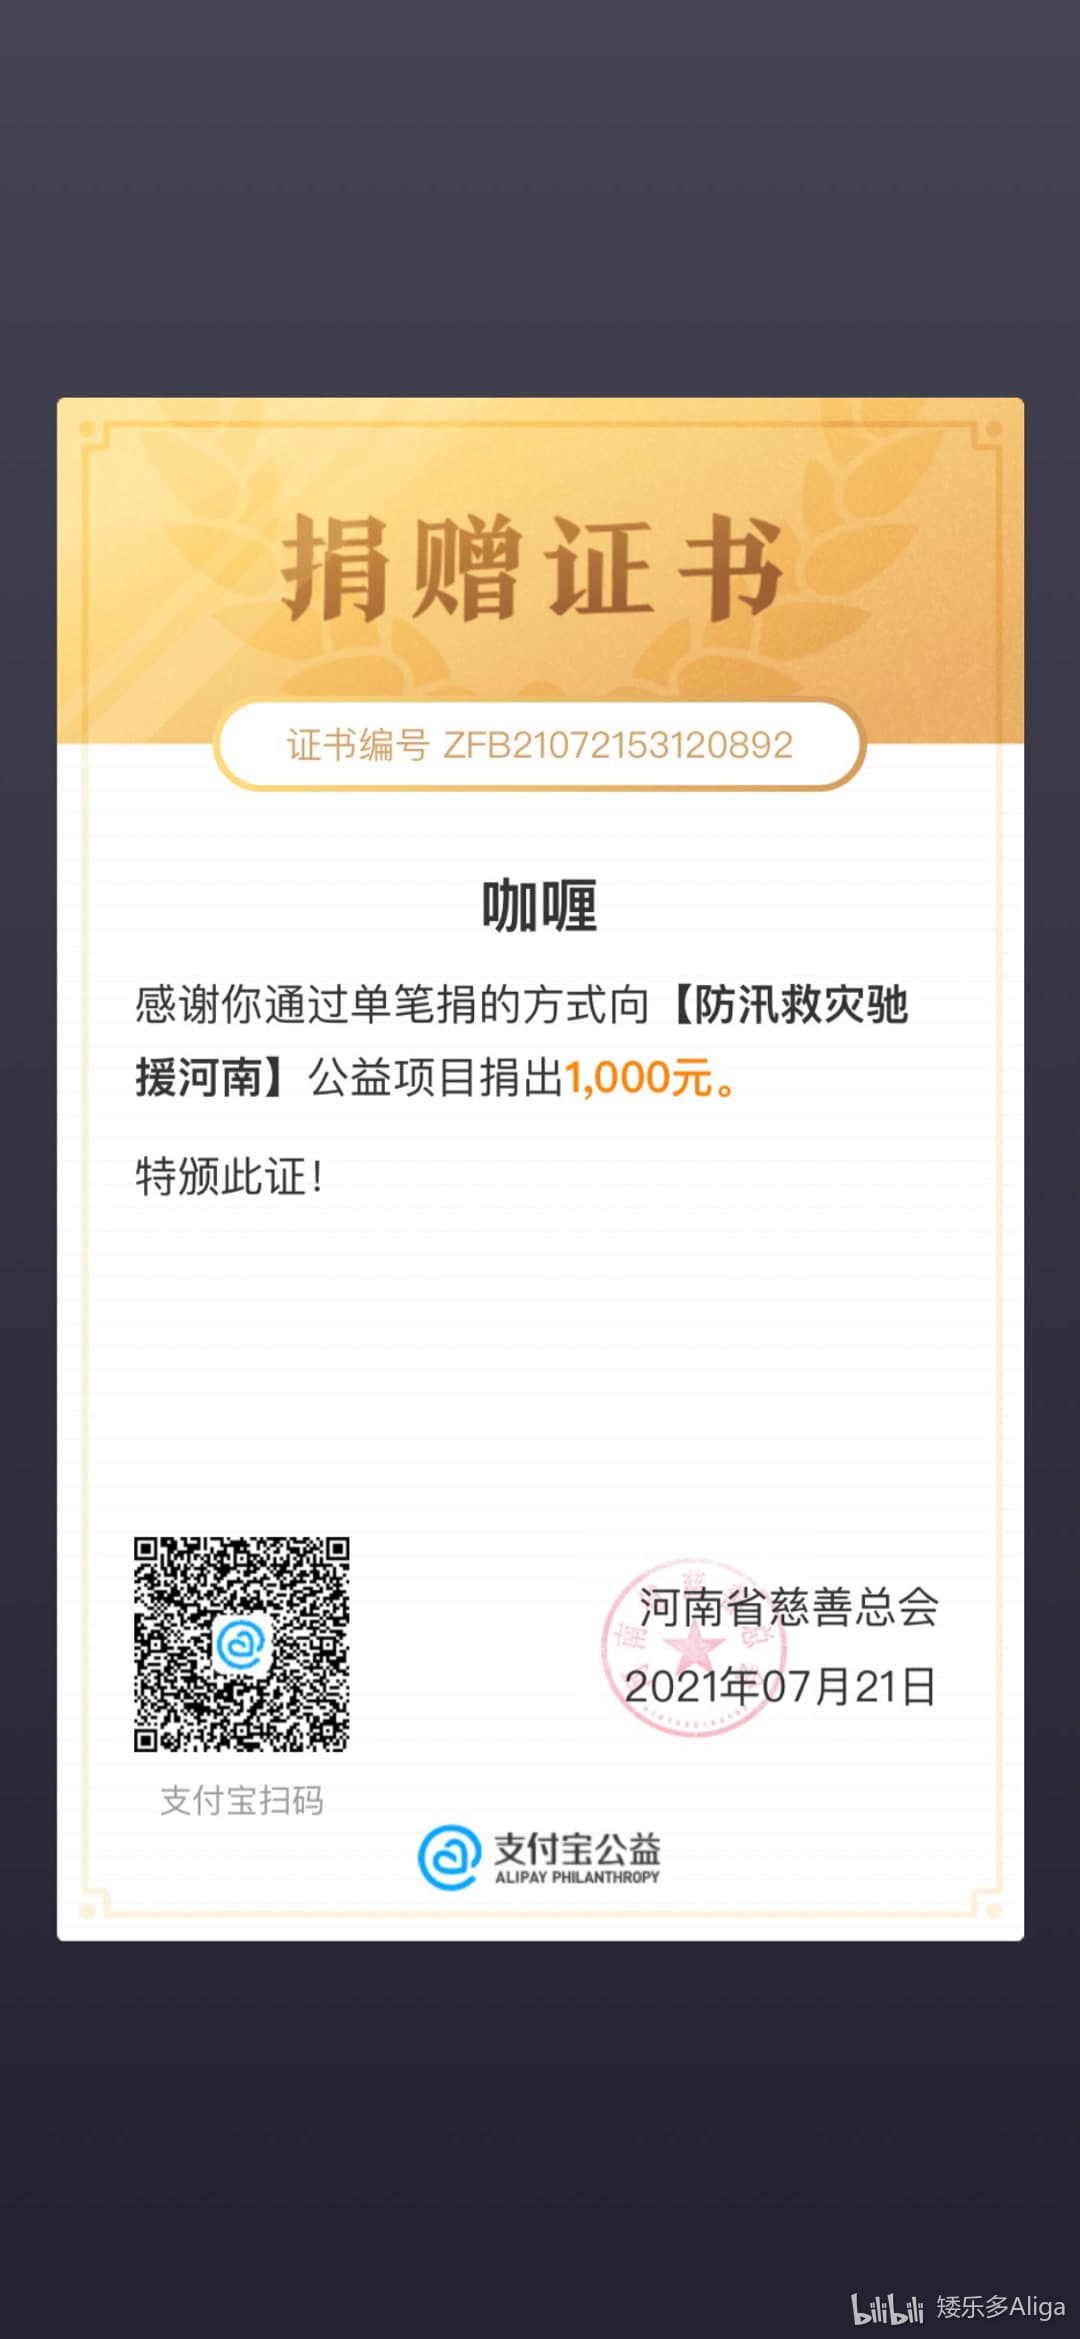 捐赠证书
证书编号 ZFB21072153120892
咖喱
感谢你通过单笔捐的方式向【防汛救灾驰
援河南】公益项目捐出1,000元。
特颁此证！
河南省慈善总会
2021年07月21日
支付宝扫码
支付宝公益
ALIPAY PHILANTHROPY
bilibili 矮乐多Aliga